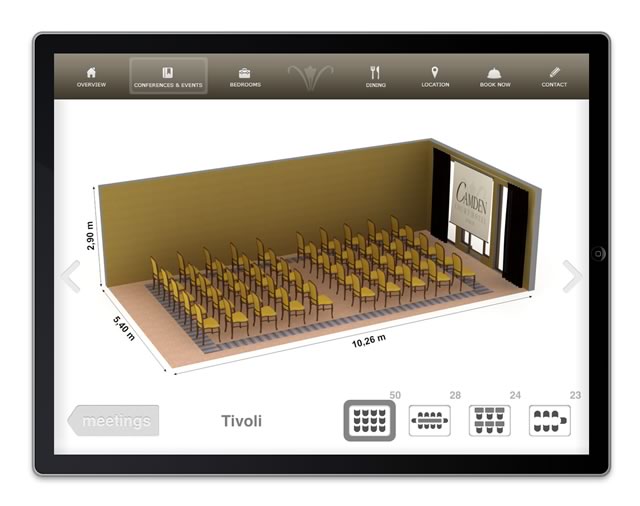 OVERVIEW
CONFERENCES & EVENTS
BEDROOMS
DINING
LOCATION
BOOK NOW
CONTACT
CAMDEN
2,90 m
5,40 m
10,26 m
meetings
Tivoli
50
28
24
23